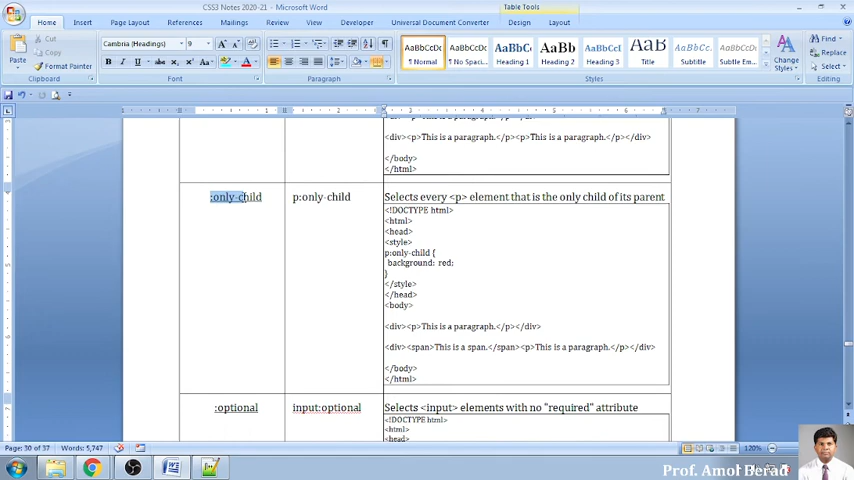 CSS3 Notes 2020-21 - Microsoft Word
Table Tools
Home Insert Page Layout References Mailings Review View Developer Universal Document Converter Design Layout
Paste
Cut
Copy
Format Painter
Clipboard
Cambria (Headings) 9
Font
Paragraph
AaBbCcDc AaBbCcDc AaBbC AaBb AaBbC AaB AaBbCc. AaBbCcDc
¶ Normal ¶ No Spaci... Heading 1 Heading 2 Heading 3 Title Subtitle Subtle Em...
Styles
Change
Styles
Find
Replace
Select
Editing
<div><p>This is a paragraph.</p><p>This is a paragraph.</p></div>
</body>
</html>
:only-child p:only-child Selects every <p> element that is the only child of its parent
<!DOCTYPE html>
<html>
<head>
<style>
p:only-child {
background: red;
}
</style>
</head>
<body>
<div><p>This is a paragraph.</p></div>
<div><span>This is a span.</span><p>This is a paragraph.</p></div>
</body>
</html>
:optional input:optional Selects <input> elements with no "required" attribute
<!DOCTYPE html>
<html>
<head>
Page: 30 of 37 Words: 5,747 120%
Prof. Amol Berad